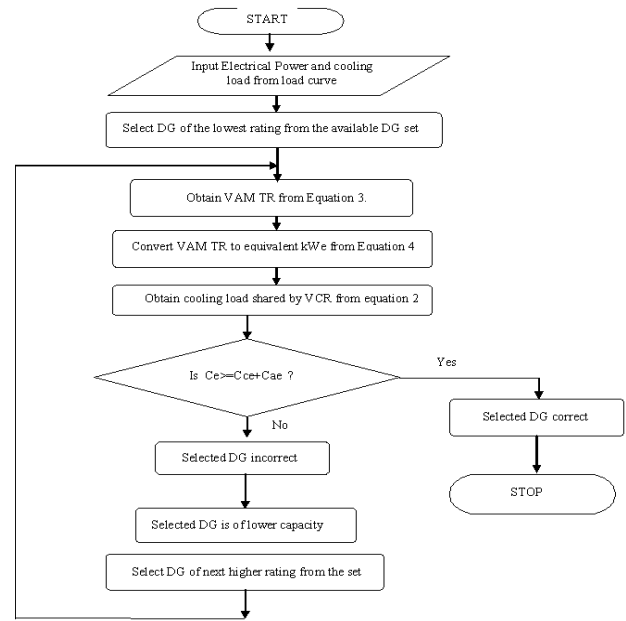 START
Input Electrical Power and cooling
load from load curve
Select DG of the lowest rating from the available DG set
Obtain VAM TR from Equation 3.
Convert VAM TR to equivalent kWe from Equation 4
Obtain cooling load shared by VCR from equation 2
Is Ce>=Cce+Cae ?
Yes
No
Selected DG correct
Selected DG incorrect
STOP
Selected DG is of lower capacity
Select DG of next higher rating from the set